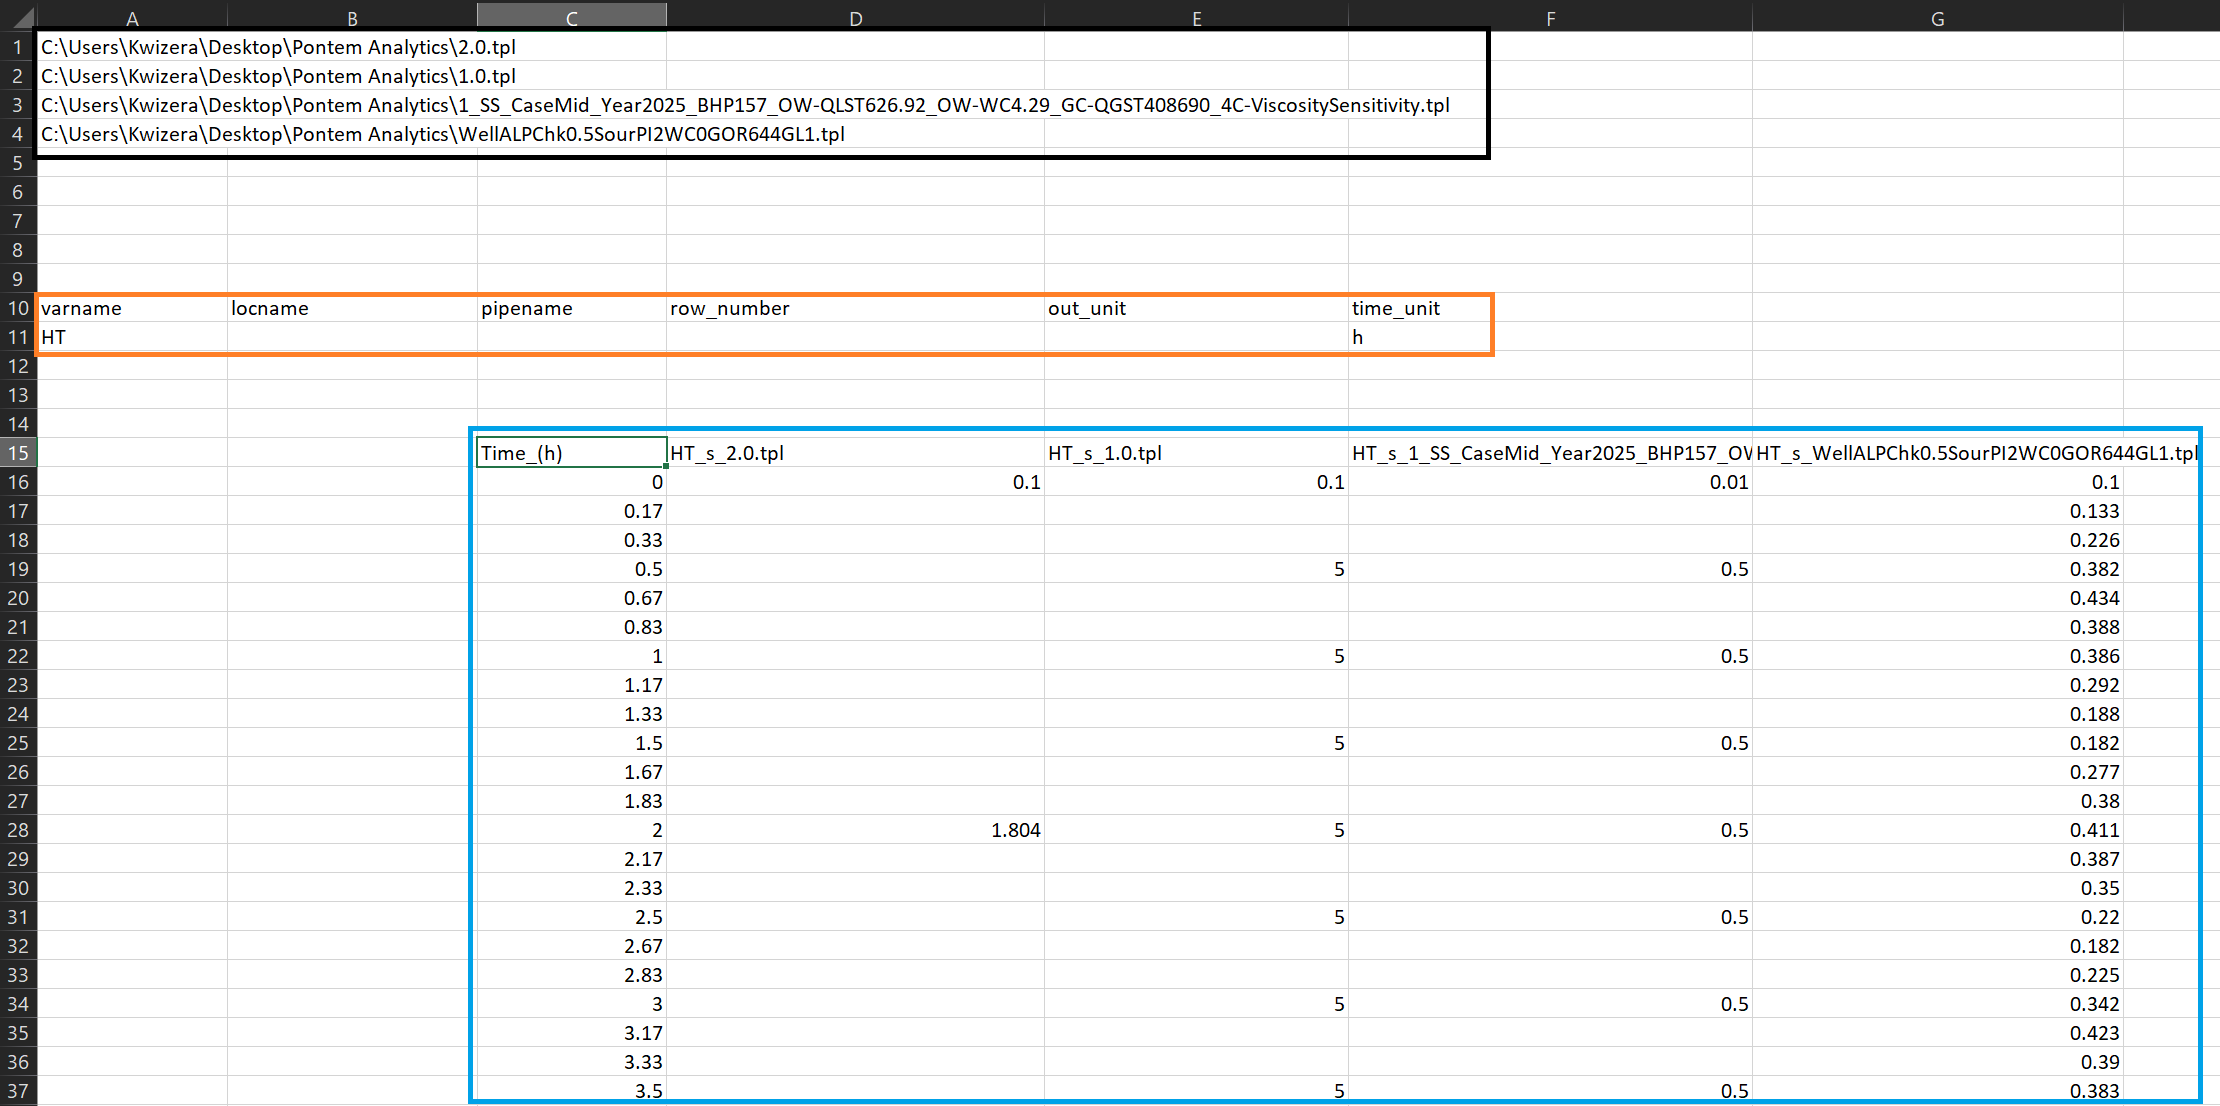 A B C D E F G
1 C:\Users\Kwizera\Desktop\Pontem Analytics\2.0.tpl
2 C:\Users\Kwizera\Desktop\Pontem Analytics\1.0.tpl
3 C:\Users\Kwizera\Desktop\Pontem Analytics\1_SS_CaseMid_Year2025_BHP157_OW-QLST626.92_OW-WC4.29_GC-QGST408690_4C-ViscositySensitivity.tpl
4 C:\Users\Kwizera\Desktop\Pontem Analytics\WellALPChk0.5SourPI2WC0GOR644GL1.tpl
5
6
7
8
9
10 varname locname pipename row_number out_unit time_unit
11 HT h
12
13
14
15 Time_(h) HT_s_2.0.tpl HT_s_1.0.tpl HT_s_1_SS_CaseMid_Year2025_BHP157_OW HT_s_WellALPChk0.5SourPI2WC0GOR644GL1.tpl
16 0 0.1 0.1 0.01 0.1
17 0.17 0.133
18 0.33 0.226
19 0.5 5 0.5 0.382
20 0.67 0.434
21 0.83 0.388
22 1 5 0.5 0.386
23 1.17 0.292
24 1.33 0.188
25 1.5 5 0.5 0.182
26 1.67 0.277
27 1.83 0.38
28 2 1.804 5 0.5 0.411
29 2.17 0.387
30 2.33 0.35
31 2.5 5 0.5 0.22
32 2.67 0.182
33 2.83 0.225
34 3 5 0.5 0.342
35 3.17 0.423
36 3.33 0.39
37 3.5 5 0.5 0.383